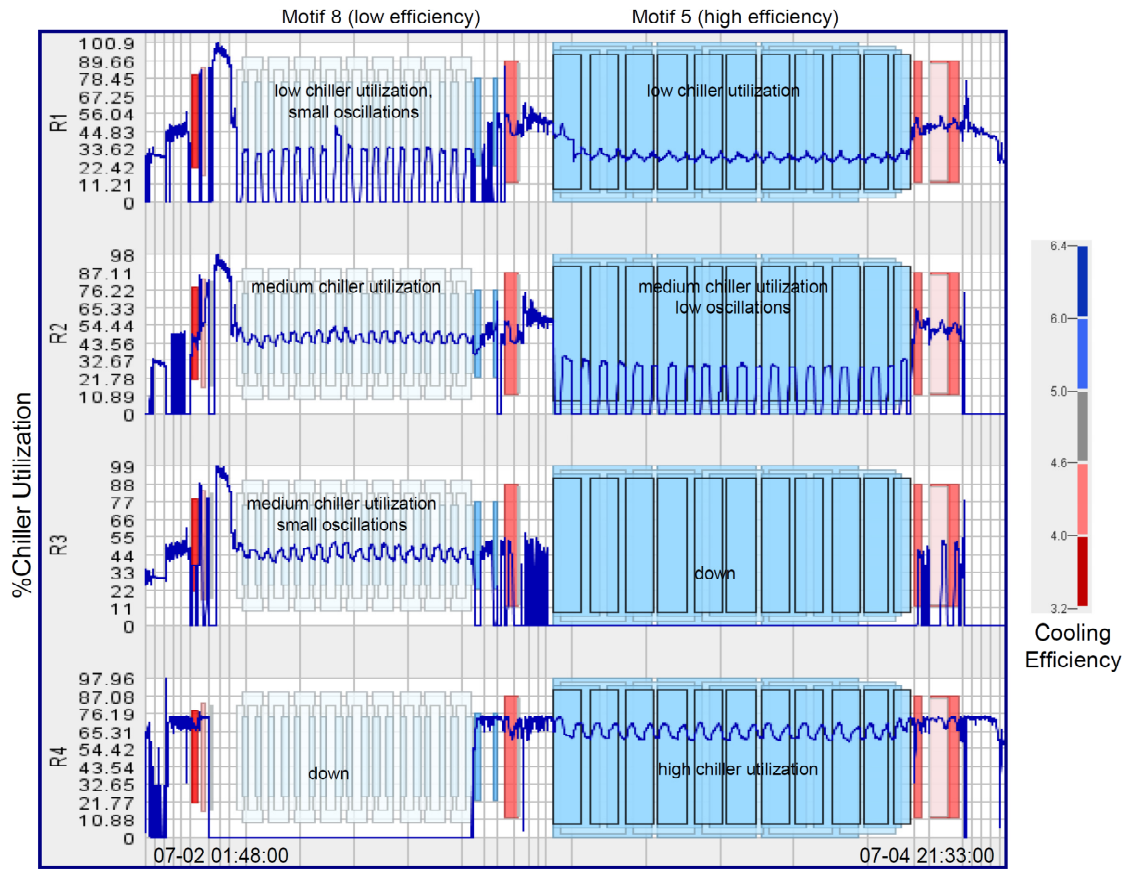 Motif 8 (low efficiency)
Motif 5 (high efficiency)
%Chiller Utilization
R1
100.9
89.66
78.45
67.25
56.04
44.83
33.62
22.42
11.21
0
low chiller utilization,
small oscillations
low chiller utilization
R2
98
87.11
76.22
65.33
54.44
43.56
32.67
21.78
10.89
0
medium chiller utilization
medium chiller utilization
low oscillations
R3
99
88
77
66
55
44
33
22
11
0
medium chiller utilization
small oscillations
down
R4
97.96
87.08
76.19
65.31
54.42
43.54
32.65
21.77
10.88
0
down
high chiller utilization
07-02 01:48:00
07-04 21:33:00
6.4
6.0
5.0
4.6
4.0
3.2
Cooling
Efficiency